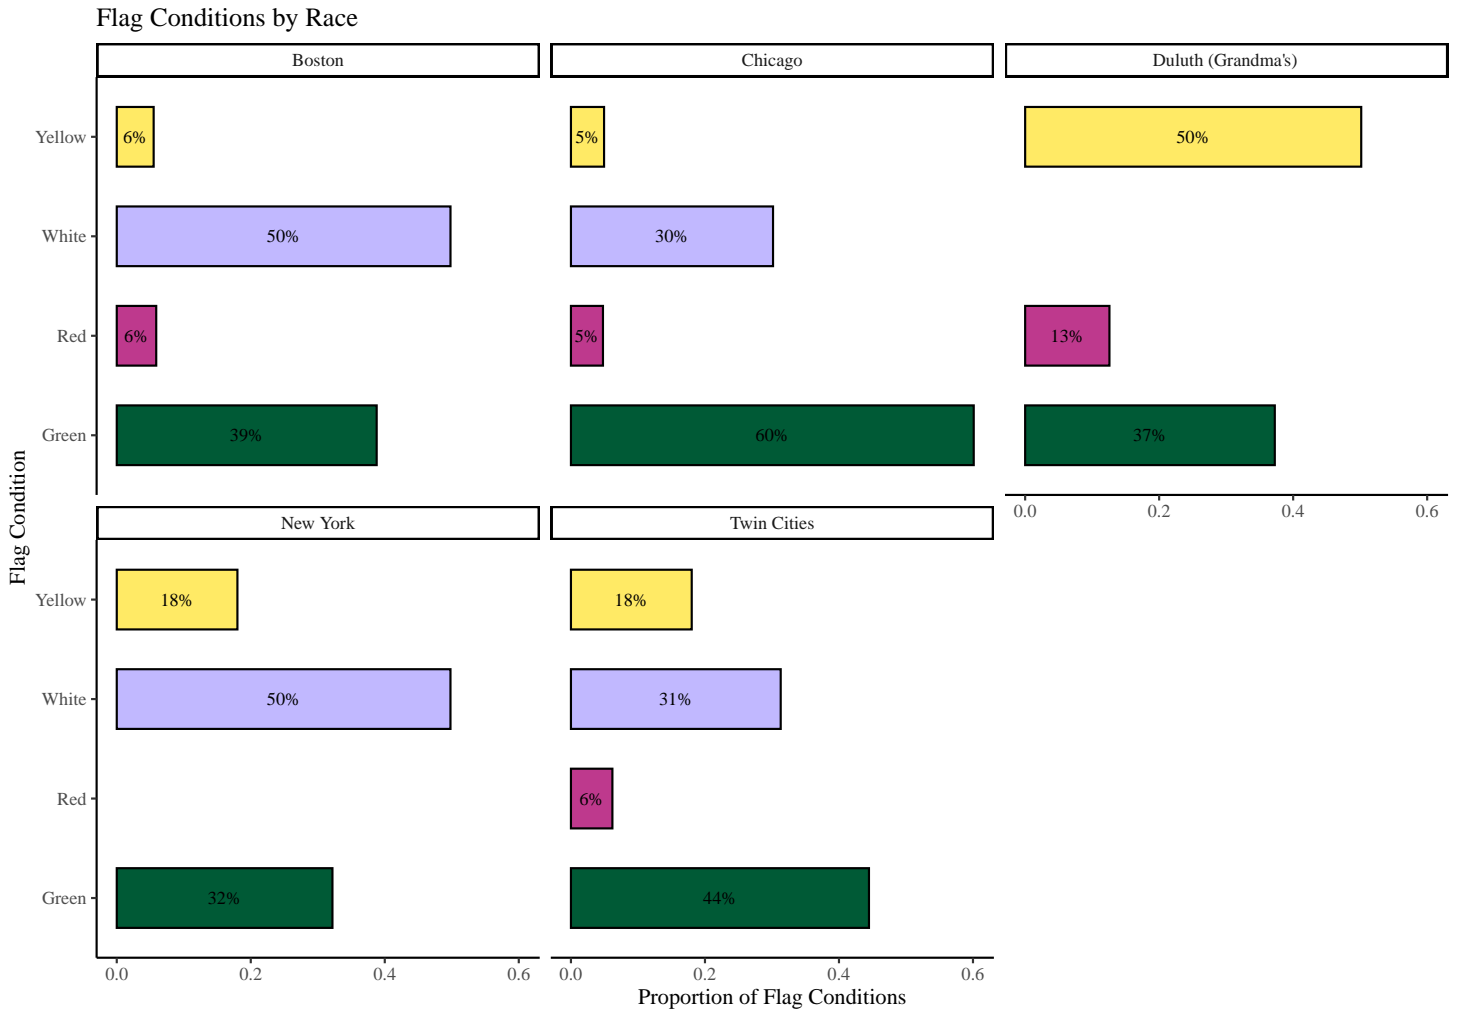 Flag Conditions by Race
Boston
Chicago
Duluth (Grandma's)
Yellow
6%
5%
50%
White
50%
30%
Red
6%
5%
13%
Green
39%
60%
37%
0.0
0.2
0.4
0.6
New York
Twin Cities
Flag Condition
Yellow
18%
18%
White
50%
31%
Red
6%
Green
32%
44%
0.0
0.2
0.4
0.6
0.0
0.2
0.4
0.6
Proportion of Flag Conditions